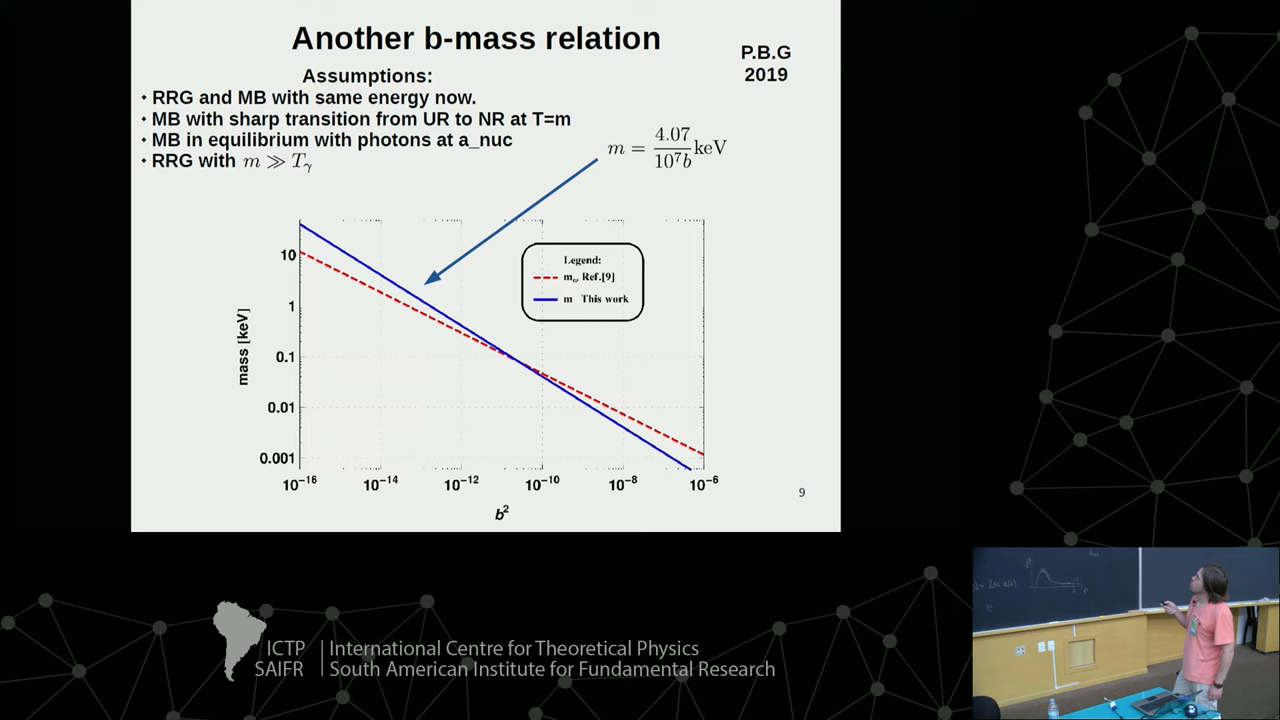 Another b-mass relation
P.B.G
2019
Assumptions:
• RRG and MB with same energy now.
• MB with sharp transition from UR to NR at T=m
• MB in equilibrium with photons at a_nuc
• RRG with m ≫ T_γ
m = 4.07 / 10⁷b keV
Legend:
Ref.[9]
m This work
mass [keV]
10
1
0.1
0.01
0.001
10⁻¹⁶ 10⁻¹⁴ 10⁻¹² 10⁻¹⁰ 10⁻⁸ 10⁻⁶
b²
9
ICTP
SAIFR
International Centre for Theoretical Physics
South American Institute for Fundamental Research